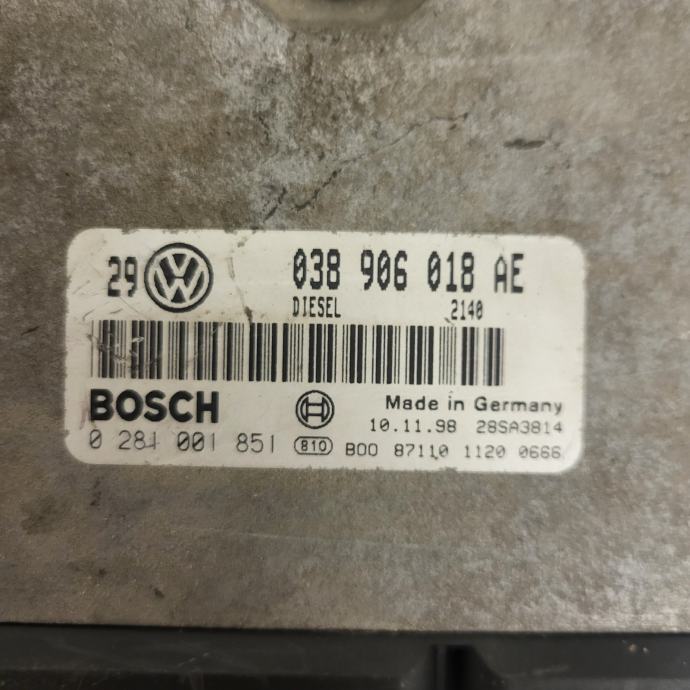 29 VW 038 906 018 AE
DIESEL 2140
BOSCH Made in Germany
10.11.98 28SA3814
0 281 001 851 810 B00 87110 1120 0666